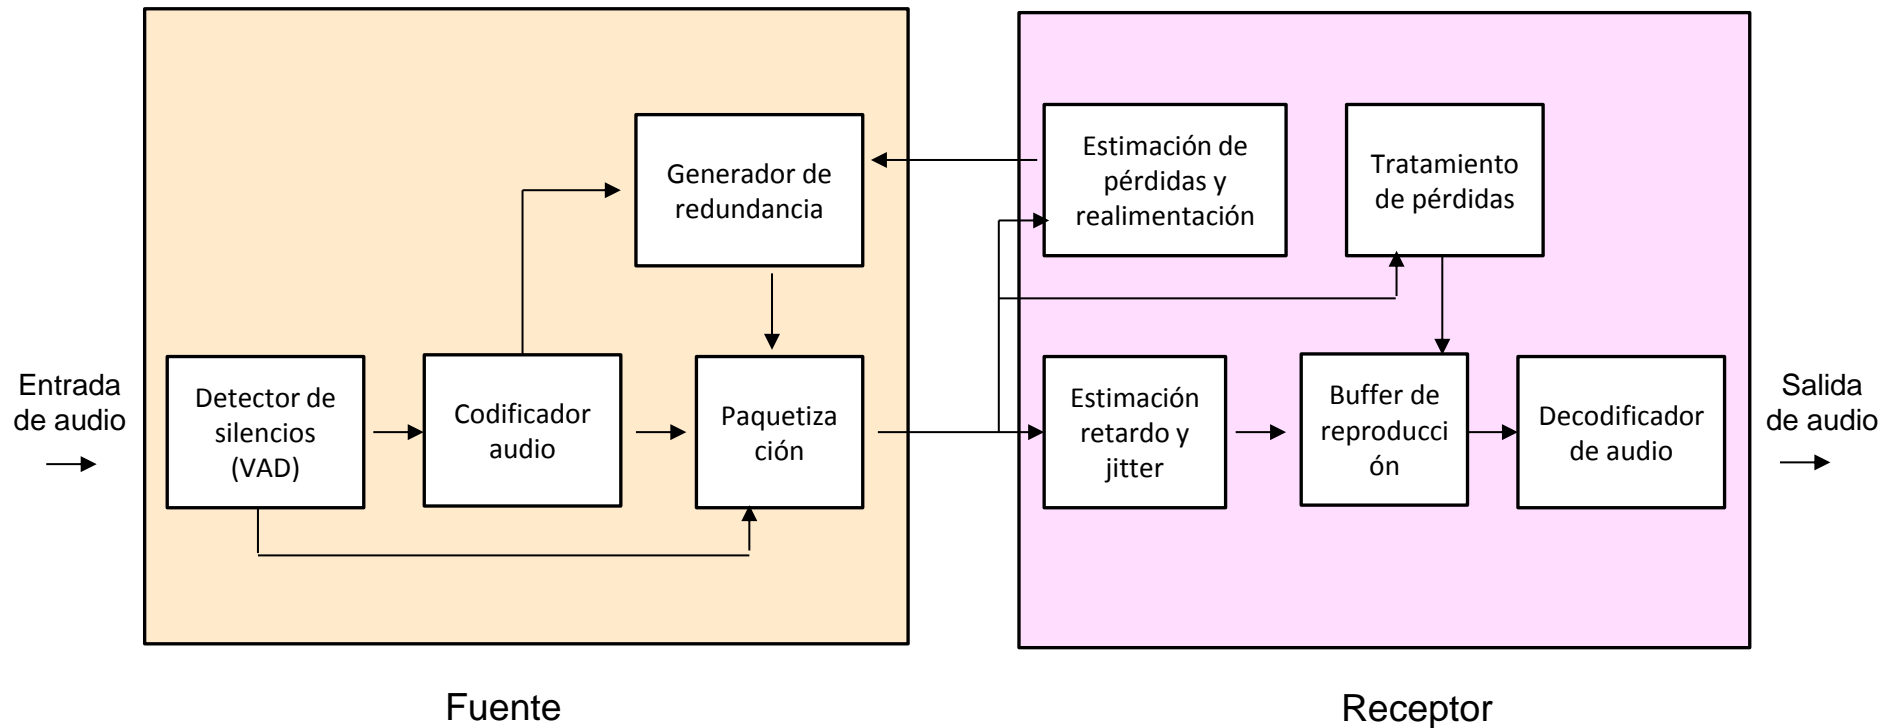 Entrada
de audio
Detector de
silencios
(VAD)
Codificador
audio
Generador de
redundancia
Paquetiza
ción
Fuente
Estimación de
pérdidas y
realimentación
Tratamiento
de pérdidas
Estimación
retardo y
jitter
Buffer de
reproducci
ón
Decodificador
de audio
Salida
de audio
Receptor